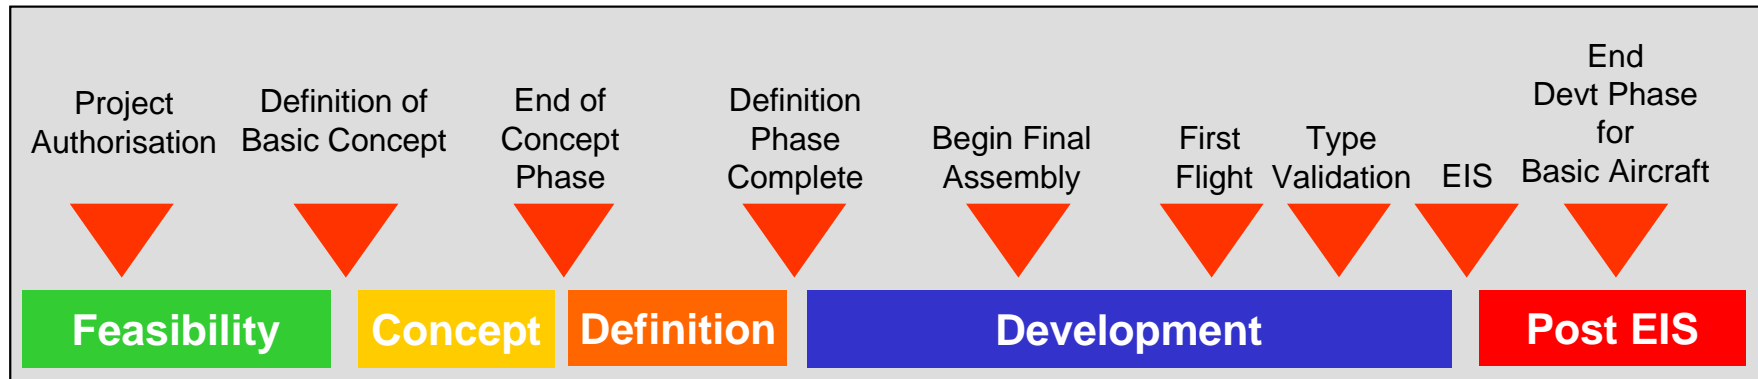 Project
Authorisation
Definition of
Basic Concept
End of
Concept
Phase
Definition
Phase
Complete
Begin Final
Assembly
First
Flight
Type
Validation
EIS
End
Devt Phase
for
Basic Aircraft
Feasibility
Concept
Definition
Development
Post EIS